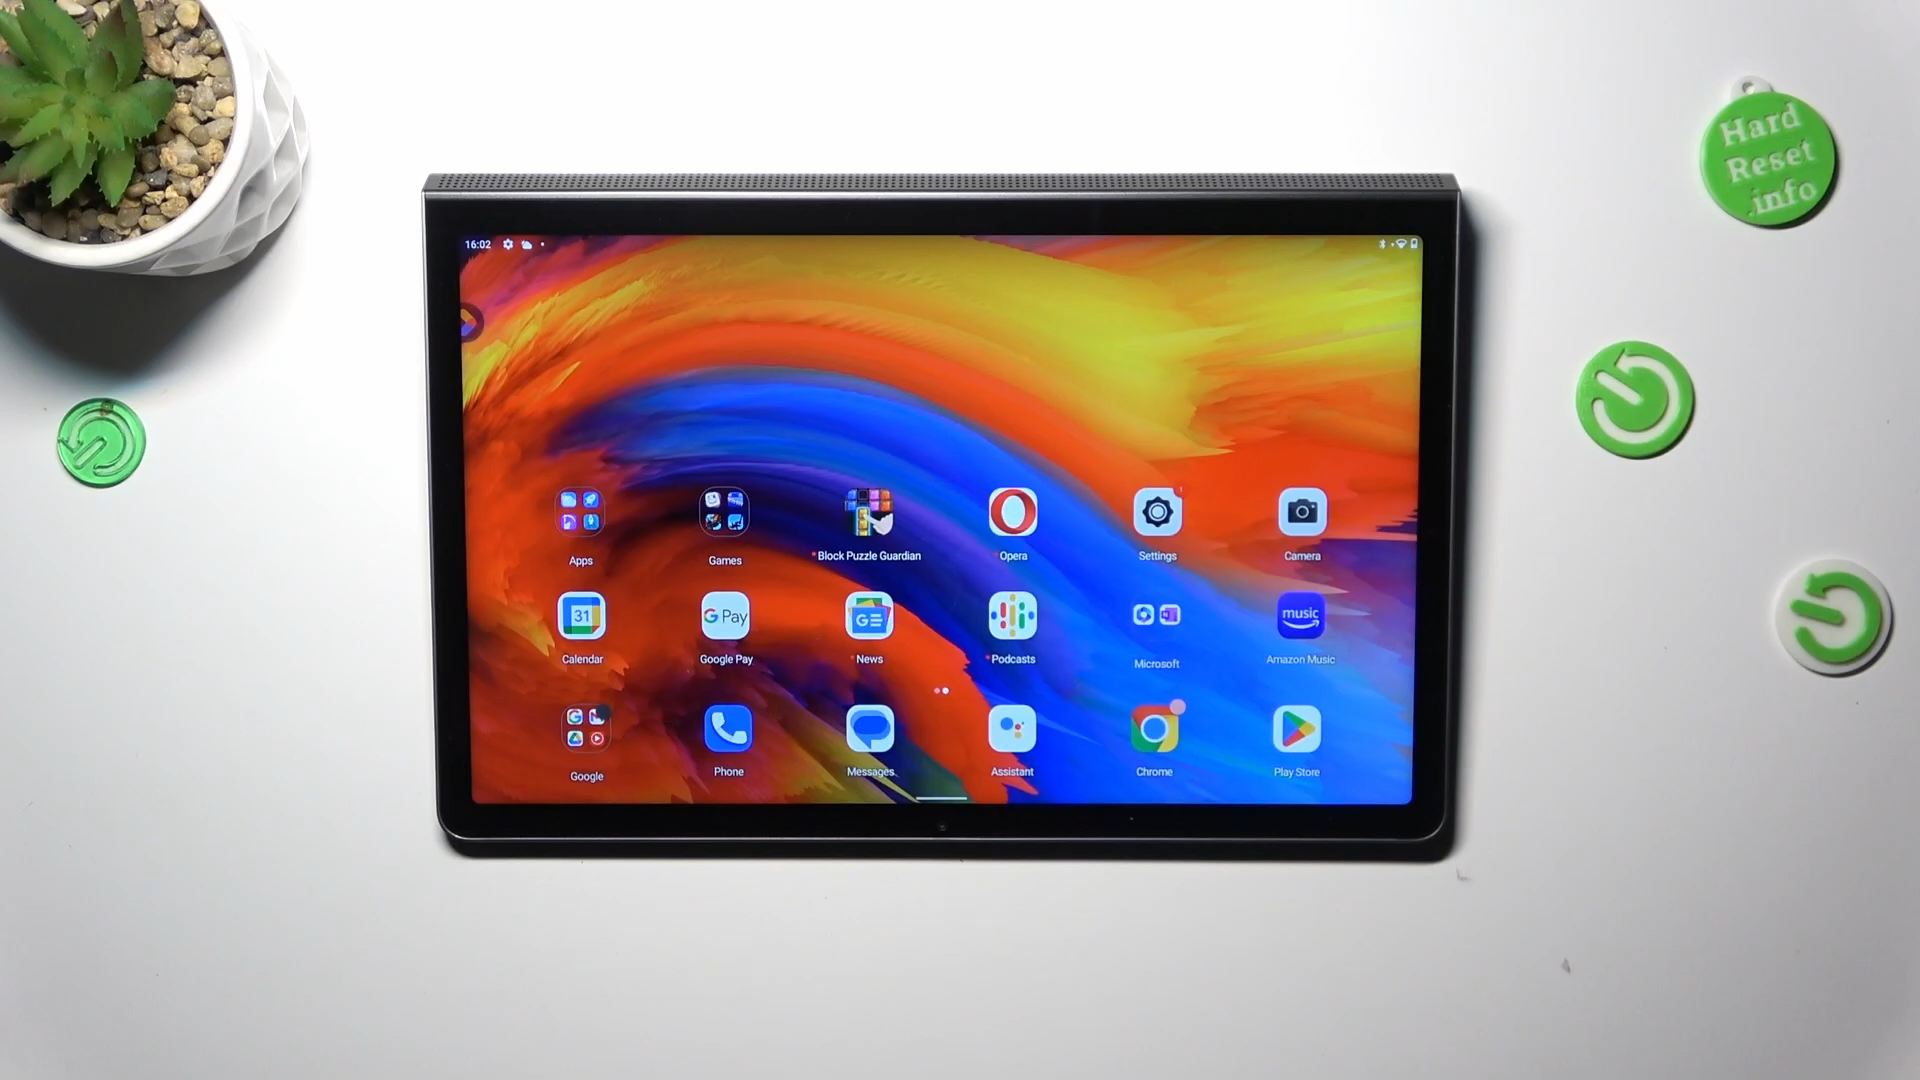 Hard
Reset
.info
16:02
Apps
Games
Block Puzzle Guardian
Opera
Settings
Camera
31
G Pay
GE
music
Calendar
Google Pay
News
Podcasts
Microsoft
Amazon Music
Google
Phone
Messages
Assistant
Chrome
Play Store